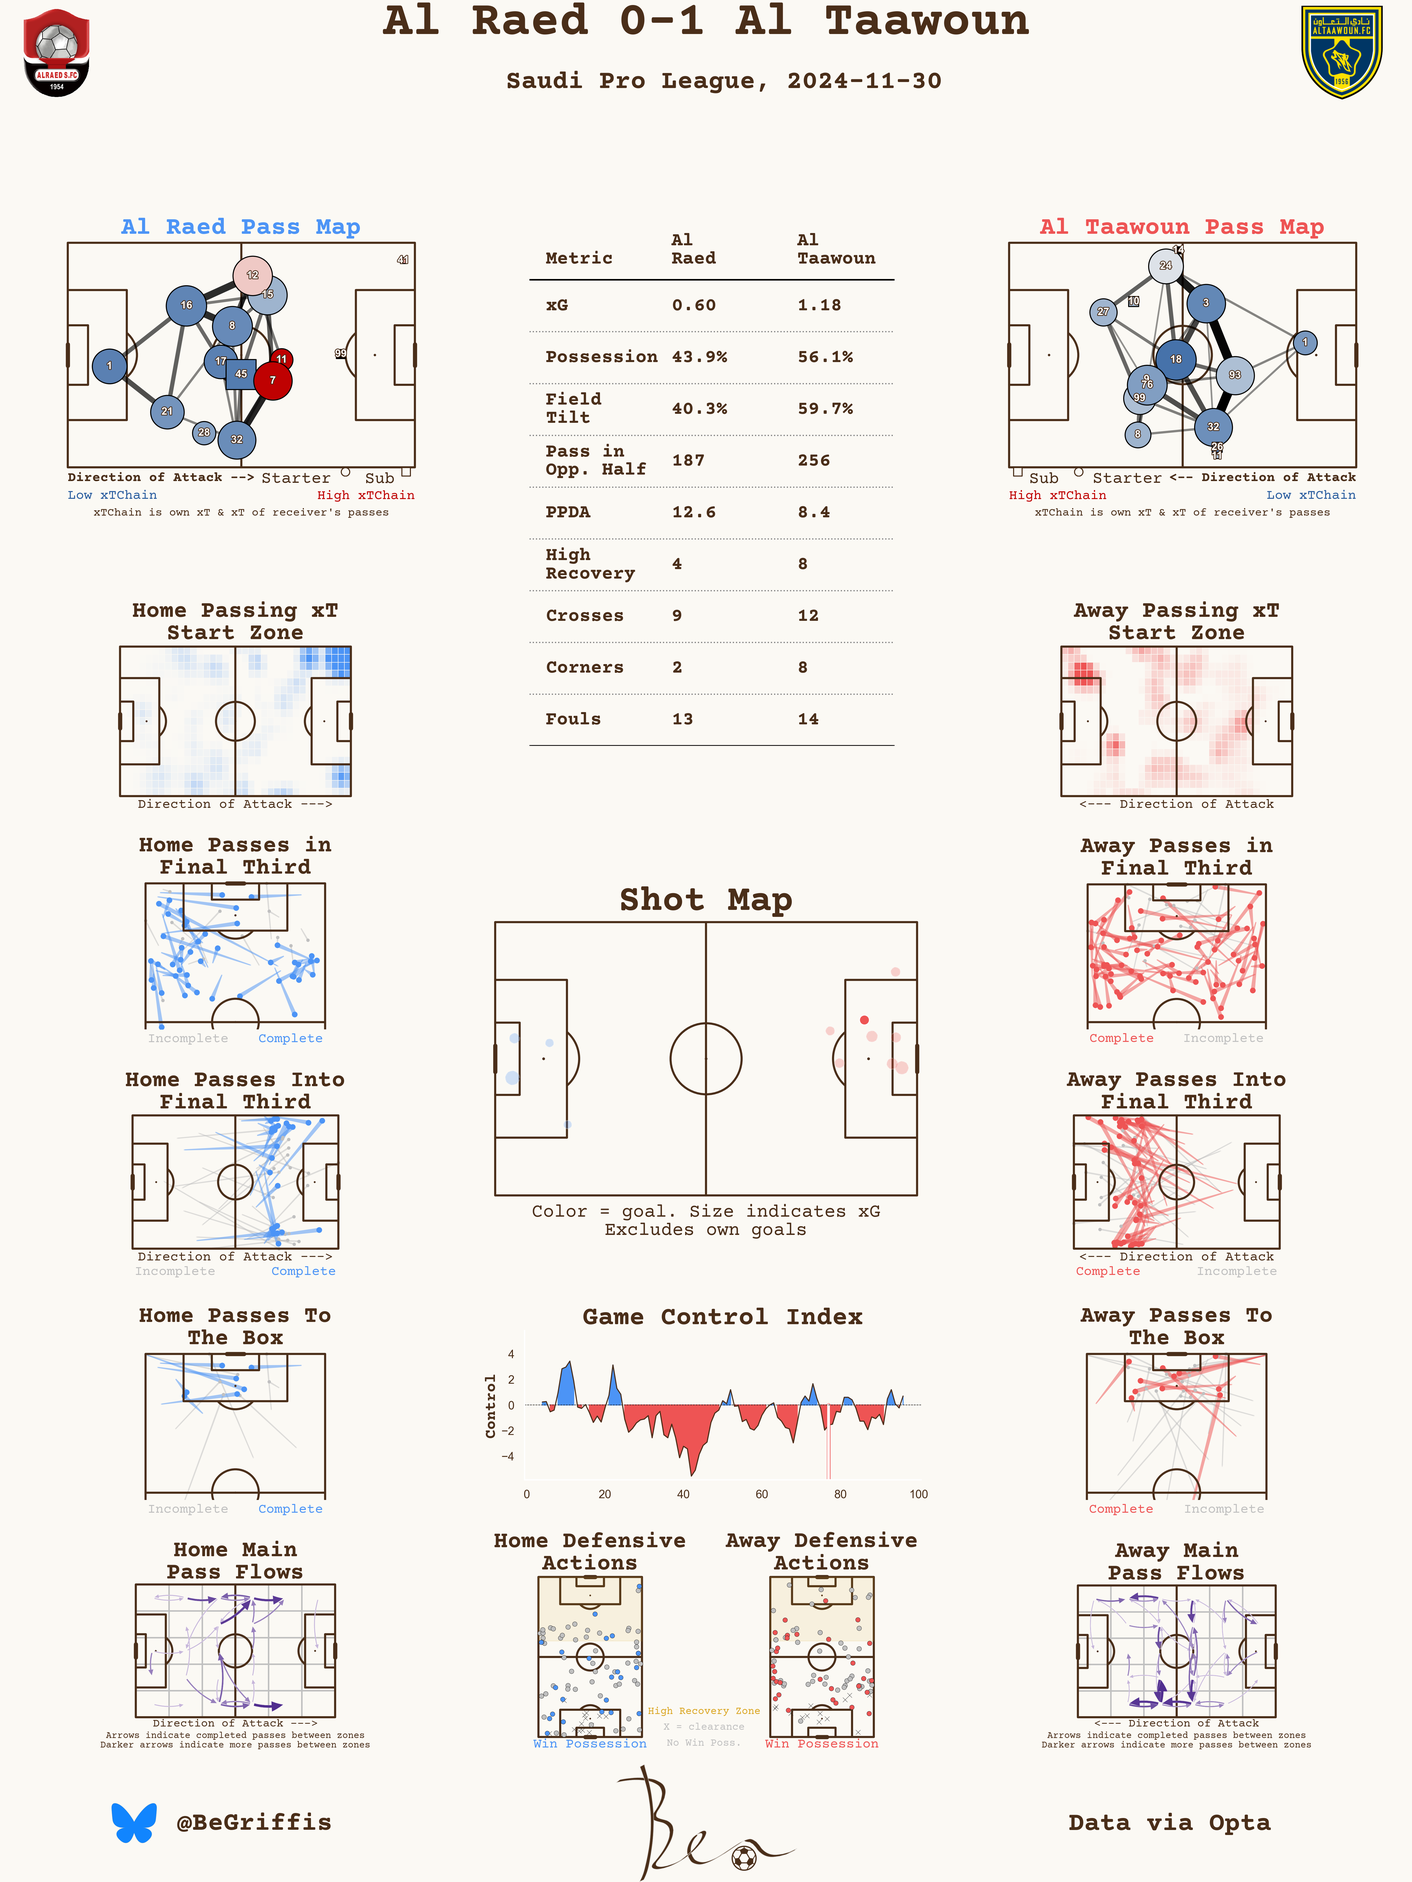 Al Raed 0-1 Al Taawoun
Saudi Pro League, 2024-11-30
ALRAED S.FC
1954
نادي التعاون
ALTAAWOUN.FC
1956
Al Raed Pass Map
41
12
15
16
8
99
17
11
1
45
7
21
28
32
Direction of Attack --> Starter Sub
Low xTChain High xTChain
xTChain is own xT & xT of receiver's passes
Metric Al Raed Al Taawoun
xG 0.60 1.18
Possession 43.9% 56.1%
Field Tilt 40.3% 59.7%
Pass in Opp. Half 187 256
PPDA 12.6 8.4
High Recovery 4 8
Crosses 9 12
Corners 2 8
Fouls 13 14
Al Taawoun Pass Map
14
24
10
3
27
1
18
93
9
76
99
32
8
26
11
Sub Starter <-- Direction of Attack
High xTChain Low xTChain
xTChain is own xT & xT of receiver's passes
Home Passing xT
Start Zone
Direction of Attack --->
Away Passing xT
Start Zone
<--- Direction of Attack
Home Passes in
Final Third
Incomplete Complete
Away Passes in
Final Third
Complete Incomplete
Shot Map
Color = goal. Size indicates xG
Excludes own goals
Home Passes Into
Final Third
Direction of Attack --->
Incomplete Complete
Away Passes Into
Final Third
<--- Direction of Attack
Complete Incomplete
Home Passes To
The Box
Incomplete Complete
Game Control Index
Control
4
2
0
−2
−4
0 20 40 60 80 100
Away Passes To
The Box
Complete Incomplete
Home Main
Pass Flows
Direction of Attack --->
Arrows indicate completed passes between zones
Darker arrows indicate more passes between zones
Home Defensive
Actions
Win Possession
High Recovery Zone
X = clearance
No Win Poss.
Away Defensive
Actions
Win Possession
Away Main
Pass Flows
<--- Direction of Attack
Arrows indicate completed passes between zones
Darker arrows indicate more passes between zones
@BeGriffis
Ben
Data via Opta